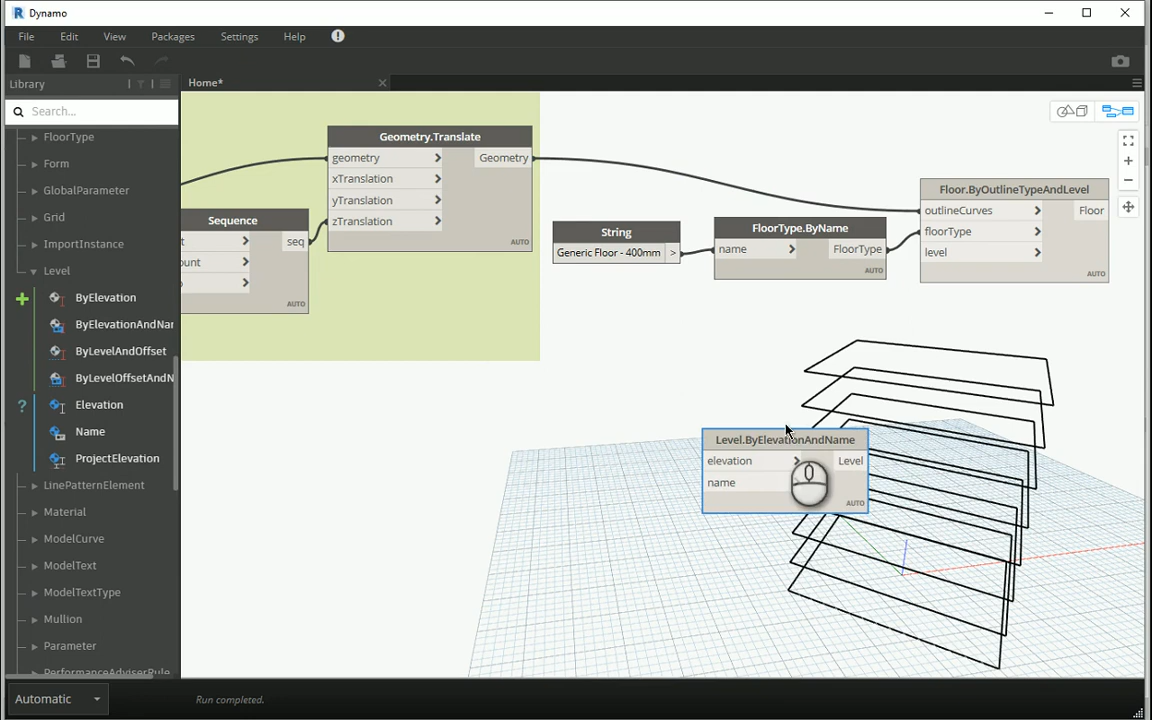 R Dynamo
File Edit View Packages Settings Help
Library
Home*
Search...
FloorType
Form
GlobalParameter
Grid
ImportInstance
Level
ByElevation
ByElevationAndNar
ByLevelAndOffset
ByLevelOffsetAndN
Elevation
Name
ProjectElevation
LinePatternElement
Material
ModelCurve
ModelText
ModelTextType
Mullion
Parameter
PerformanceAdviserRule
Sequence
t seq
ount
AUTO
Geometry.Translate
geometry > Geometry
xTranslation >
yTranslation >
zTranslation >
AUTO
String
Generic Floor - 400mm >
FloorType.ByName
name > FloorType
AUTO
Floor.ByOutlineTypeAndLevel
outlineCurves > Floor
floorType >
level >
AUTO
Level.ByElevationAndName
elevation > Level
name
AUTO
Automatic
Run completed.